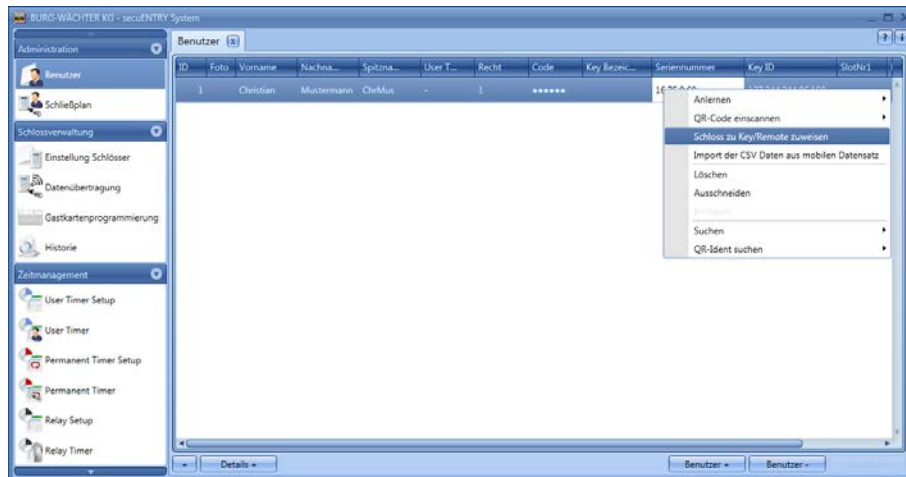 BURG-WÄCHTER KG - secuENTRY System
Administration
Benutzer
Schließplan
Schlossverwaltung
Einstellung Schlösser
Datenübertragung
Gastkartenprogrammierung
Historie
Zeitmanagement
User Timer Setup
User Timer
Permanent Timer Setup
Permanent Timer
Relay Setup
Relay Timer
Benutzer
ID Foto Vorname Nachna... Spitzna... User T... Recht Code Key Bezeic... Seriennummer Key ID SlotNr1
1 Christian Mustermann ChrMus - 1 ●●●●●●
Anlernen
QR-Code einscannen
Schloss zu Key/Remote zuweisen
Import der CSV Daten aus mobilen Datensatz
Löschen
Ausschneiden
Suchen
QR-Ident suchen
Details + Benutzer + Benutzer -